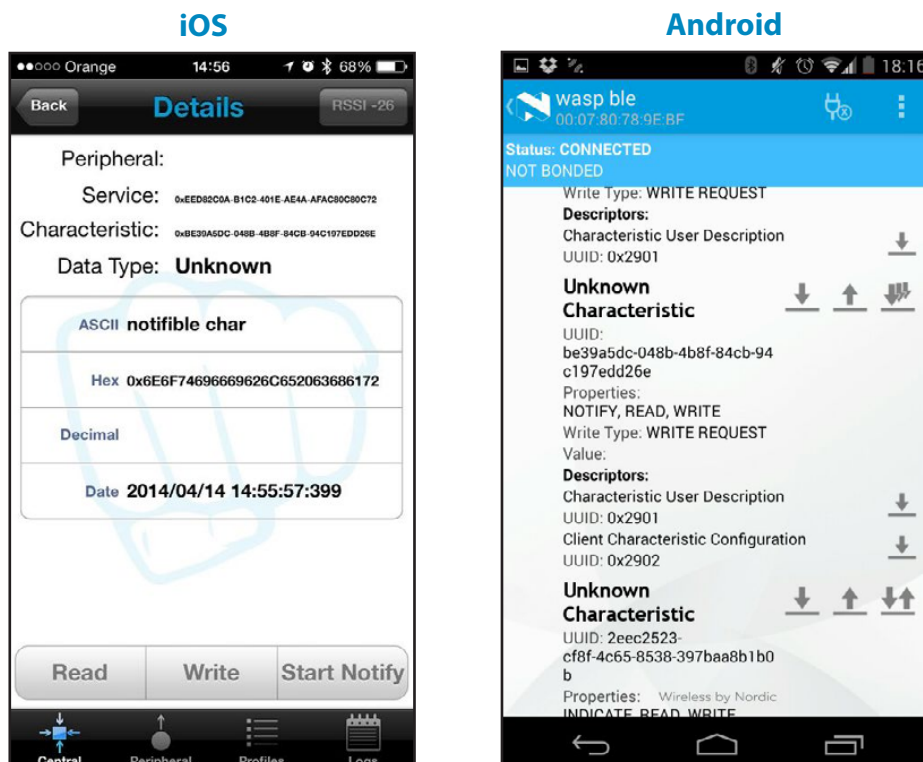 iOS
Orange 14:56 68%
Back Details RSSI -26
Peripheral:
Service: 0xEED82C0A-B1C2-401E-AE4A-AFAC80C80C72
Characteristic: 0xBE39A5DC-048B-4B8F-84CB-94C197EDD26E
Data Type: Unknown
ASCII notifible char
Hex 0x6E6F74696669626C652063686172
Decimal
Date 2014/04/14 14:55:57:399
Read Write Start Notify
Central Peripheral Profiles Logs
Android
18:16
wasp ble
00:07:80:78:9E:BF
Status: CONNECTED
NOT BONDED
Write Type: WRITE REQUEST
Descriptors:
Characteristic User Description
UUID: 0x2901
Unknown
Characteristic
UUID:
be39a5dc-048b-4b8f-84cb-94
c197edd26e
Properties:
NOTIFY, READ, WRITE
Write Type: WRITE REQUEST
Value:
Descriptors:
Characteristic User Description
UUID: 0x2901
Client Characteristic Configuration
UUID: 0x2902
Unknown
Characteristic
UUID: 2eec2523-
cf8f-4c65-8538-397baa8b1b0
b
Properties: Wireless by Nordic
INDICATE, READ, WRITE